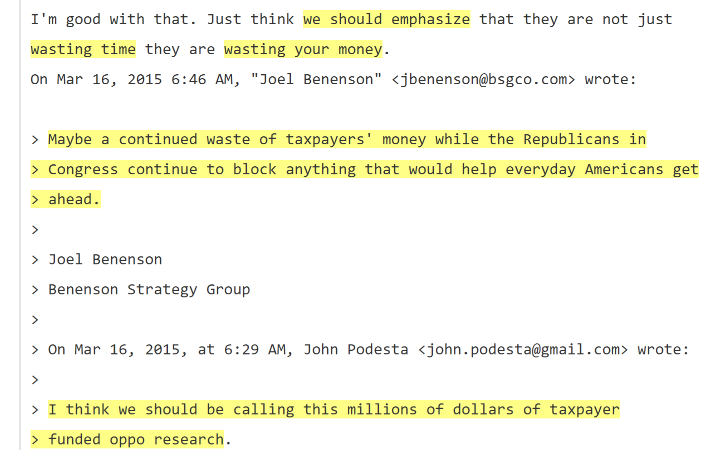 I'm good with that. Just think we should emphasize that they are not just
wasting time they are wasting your money.
On Mar 16, 2015 6:46 AM, "Joel Benenson" <jbenenson@bsgco.com> wrote:
> Maybe a continued waste of taxpayers' money while the Republicans in
> Congress continue to block anything that would help everyday Americans get
> ahead.
>
> Joel Benenson
> Benenson Strategy Group
>
> On Mar 16, 2015, at 6:29 AM, John Podesta <john.podesta@gmail.com> wrote:
>
> I think we should be calling this millions of dollars of taxpayer
> funded oppo research.